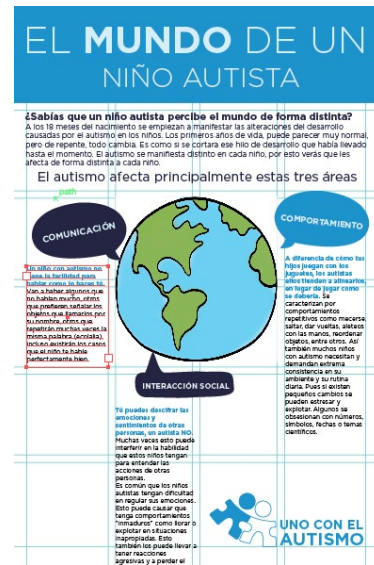 EL MUNDO DE UN
NIÑO AUTISTA
¿Sabías que un niño autista percibe el mundo de forma distinta?
A los 18 meses del nacimiento se empiezan a manifestar las alteraciones del desarrollo
causadas por el autismo en los niños. Los primeros años de vida, puede parecer muy normal,
pero de repente, todo cambia. Es como si se cortara ese hilo de desarrollo que había llevado
hasta el momento. El autismo se manifiesta distinto en cada niño, por esto verás que les
afecta de forma distinta a cada niño.
El autismo afecta principalmente estas tres áreas
path
COMUNICACIÓN
Un niño con autismo no
tiene la facilidad para
hablar como lo haces tú.
Van a haber algunos que
no hablen mucho, otros
que prefieren señalar los
objetos que llamarlos por
su nombre, otros que
repetirán muchas veces la
misma palabra (ecolalia),
incluso existirán los casos
que el niño te hable
perfectamente bien.
COMPORTAMIENTO
A diferencia de cómo tus
hijos juegan con los
juguetes, los autistas
ellos tienden a alinearlos,
en lugar de jugar como
se debería. Se
caracterizan por
comportamientos
repetitivos como mecerse,
saltar, dar vueltas, aleteos
con las manos, reordenar
objetos, entre otros. Así
también muchos niños
con autismo necesitan y
demandan extrema
consistencia en su
ambiente y su rutina
diaria. Pues si existen
pequeños cambios se
pueden estresar y
explotar. Algunos se
obsesionan con números,
símbolos, fechas o temas
científicos.
INTERACCIÓN SOCIAL
Tú puedes descifrar las
emociones y
sentimientos de otras
personas, un autista NO.
Muchas veces esto puede
interferir en la habilidad
que estos niños tengan
para entender las
acciones de otras
personas.
Es común que los niños
autistas tengan dificultad
en regular sus emociones.
Esto puede causar que
tenga comportamientos
"inmaduros" como llorar o
explotar en situaciones
inapropiadas. Esto
también los puede llevar a
tener reacciones
agresivas y a perder el
UNO CON EL
AUTISMO